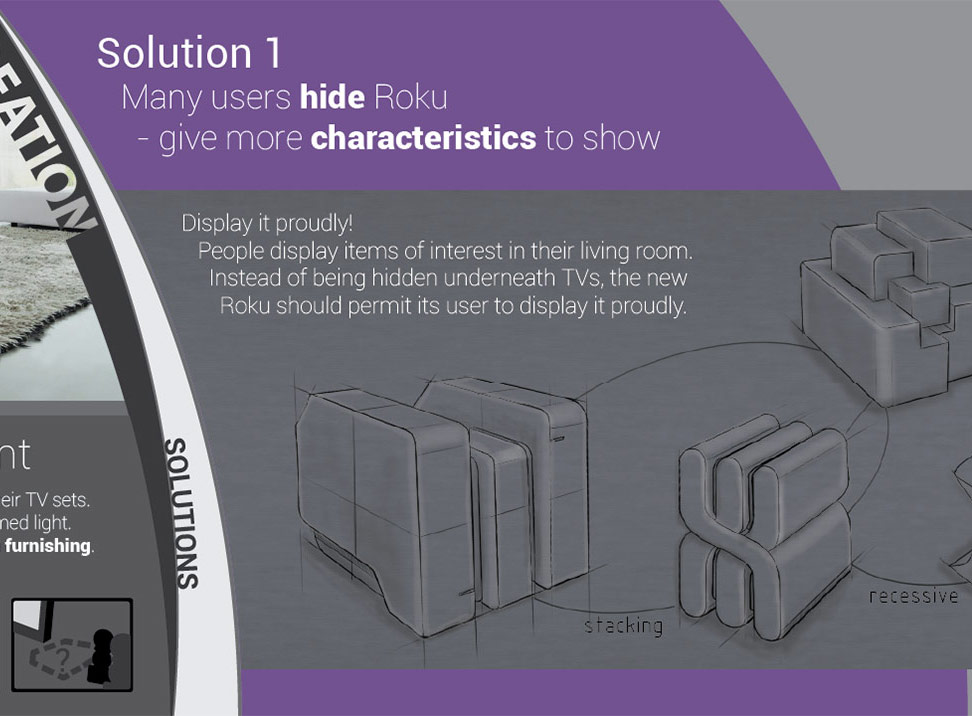 EATION
Solution 1
Many users hide Roku
- give more characteristics to show
Display it proudly!
People display items of interest in their living room.
Instead of being hidden underneath TVs, the new
Roku should permit its user to display it proudly.
SOLUTIONS
nt
eir TV sets.
med light.
furnishing.
?
stacking
recessive